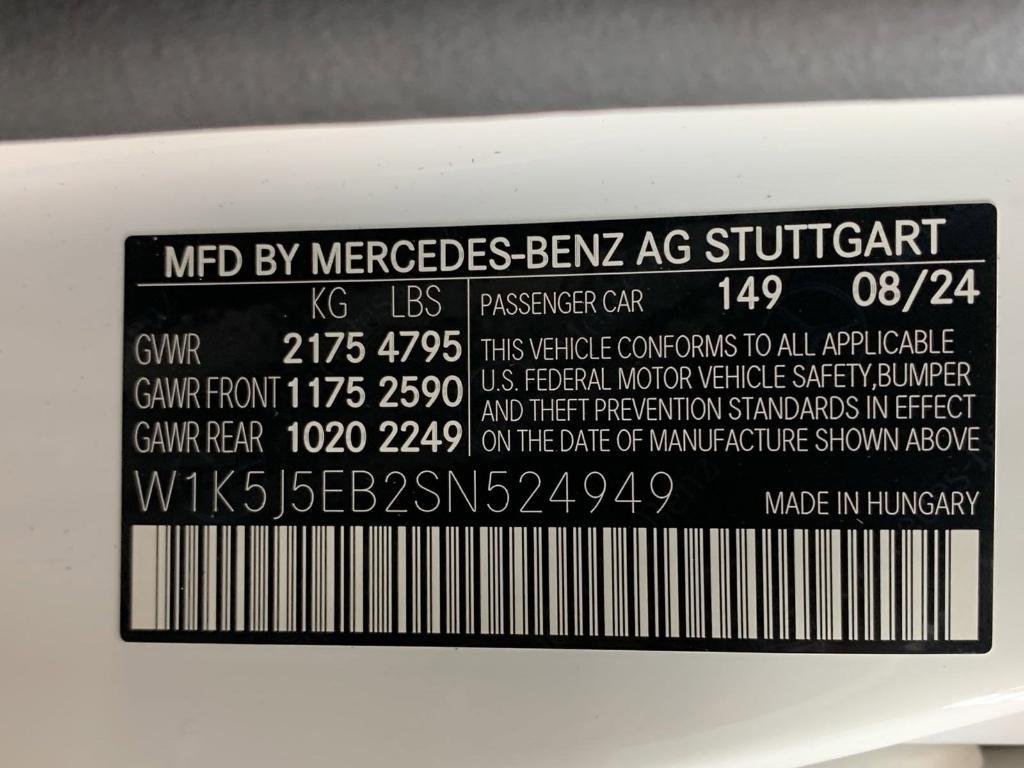 MFD BY MERCEDES-BENZ AG STUTTGART
KG LBS
GVWR 2175 4795
GAWR FRONT 1175 2590
GAWR REAR 1020 2249
PASSENGER CAR 149 08/24
THIS VEHICLE CONFORMS TO ALL APPLICABLE
U.S. FEDERAL MOTOR VEHICLE SAFETY,BUMPER
AND THEFT PREVENTION STANDARDS IN EFFECT
ON THE DATE OF MANUFACTURE SHOWN ABOVE
W1K5J5EB2SN524949
MADE IN HUNGARY